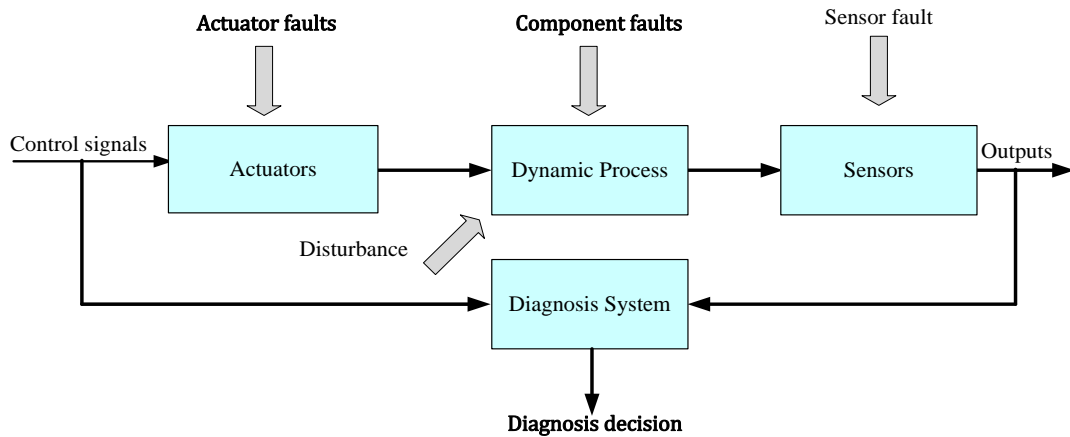 Actuator faults
Component faults
Sensor fault
Control signals
Actuators
Dynamic Process
Sensors
Outputs
Disturbance
Diagnosis System
Diagnosis decision